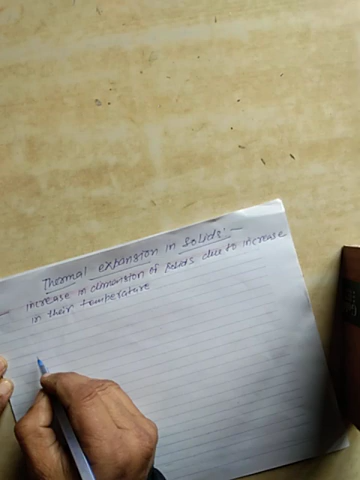 Thermal expansion in Solids:-
increase in dimension of solids due to increase
in their temperature